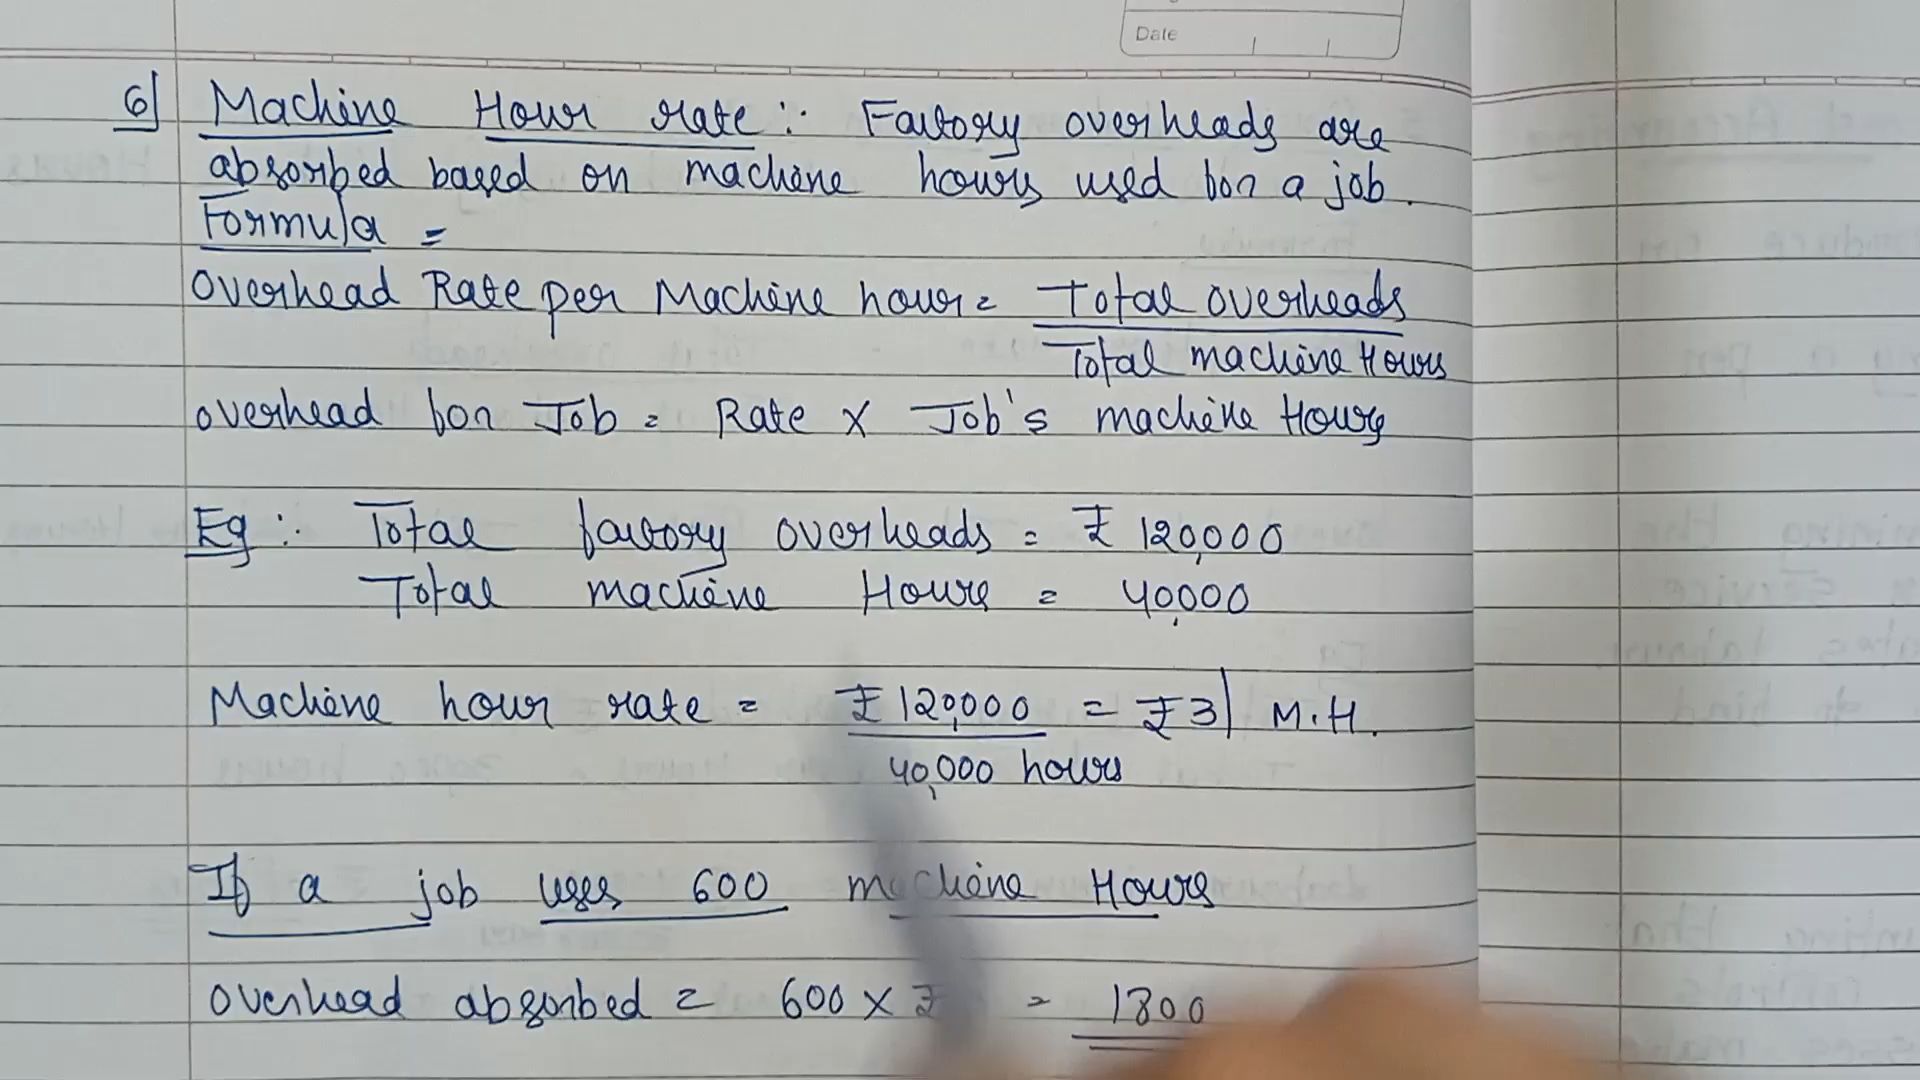 Date
6] Machine Hour rate :- Factory overheads are
absorbed based on machine hours used for a job.
Formula =
Overhead Rate per Machine hour = Total overheads
Total machine Hours
overhead for Job = Rate × Job's machine Hours
Eg :- Total factory overheads = ₹ 120,000
Total machine Hours = 40,000
Machine hour rate = ₹ 120,000 = ₹3/ M.H.
40,000 hours
If a job uses 600 machine Hours
overhead absorbed = 600 × ₹ = 1800